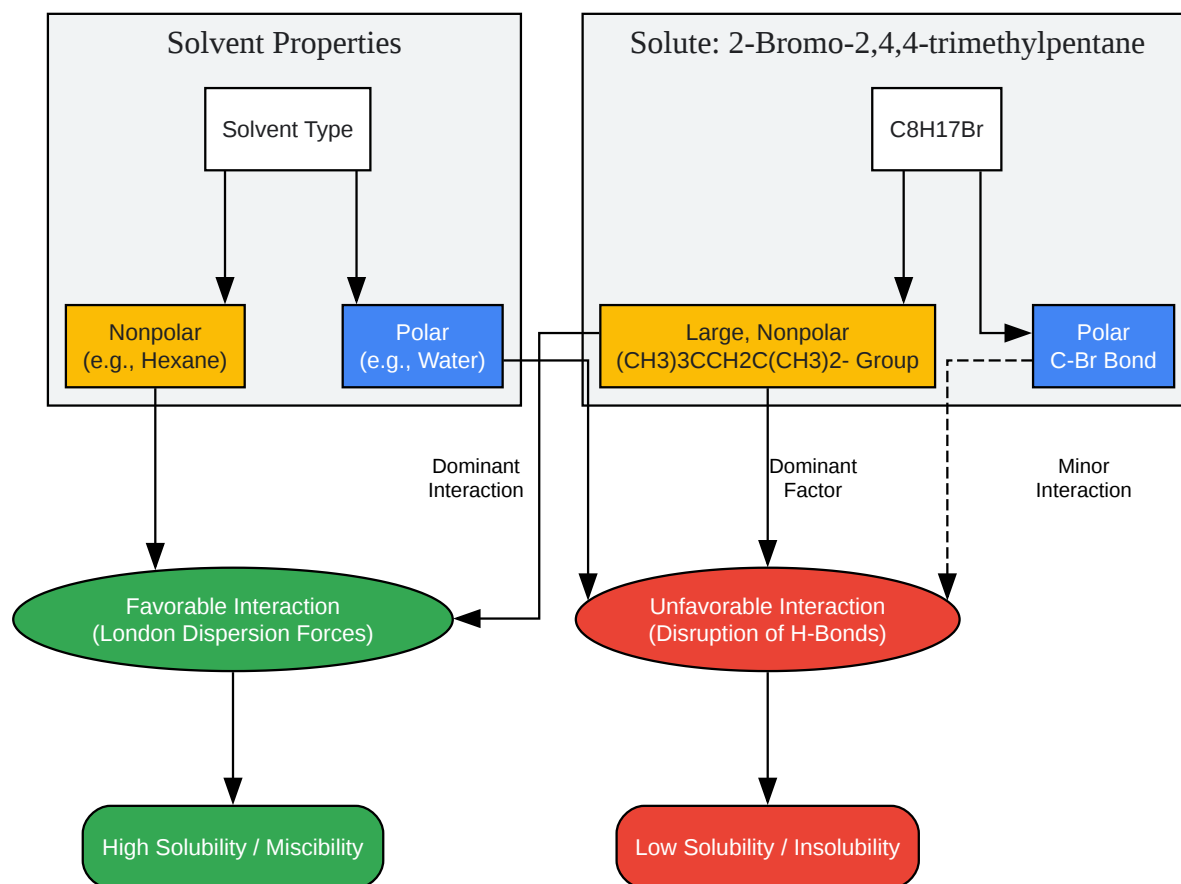 Solvent Properties
Solute: 2-Bromo-2,4,4-trimethylpentane
Solvent Type
C8H17Br
Nonpolar
(e.g., Hexane)
Polar
(e.g., Water)
Large, Nonpolar
(CH3)3CCH2C(CH3)2- Group
Polar
C-Br Bond
Dominant
Interaction
Dominant
Factor
Minor
Interaction
Favorable Interaction
(London Dispersion Forces)
Unfavorable Interaction
(Disruption of H-Bonds)
High Solubility / Miscibility
Low Solubility / Insolubility